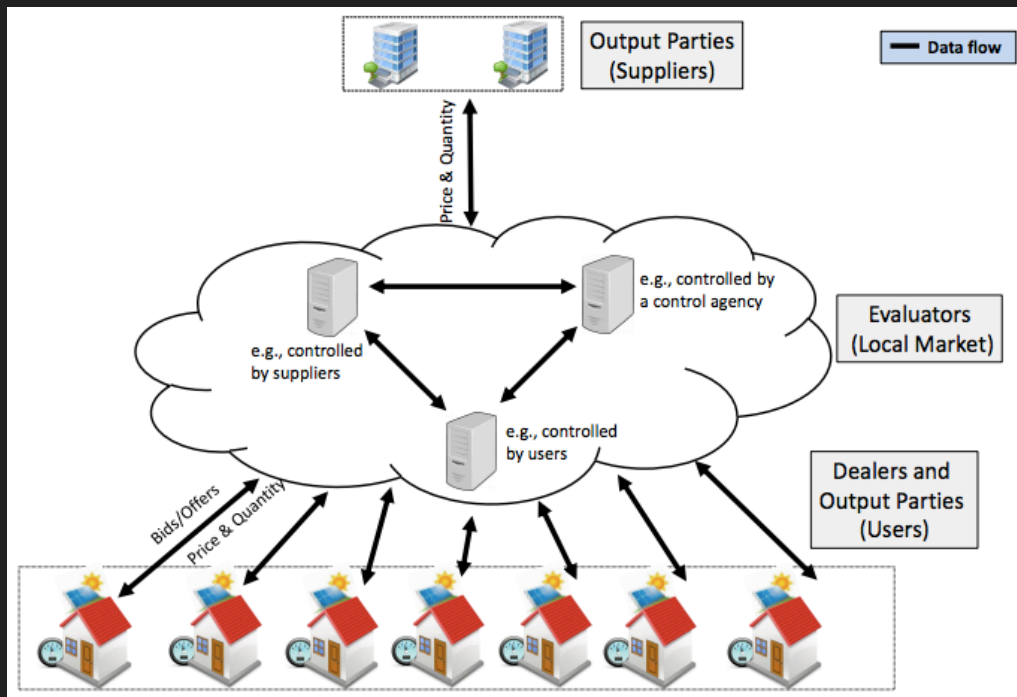 Output Parties
(Suppliers)
Data flow
Price & Quantity
e.g., controlled by
a control agency
e.g., controlled
by suppliers
Evaluators
(Local Market)
e.g., controlled
by users
Dealers and
Output Parties
(Users)
Bids/Offers
Price & Quantity